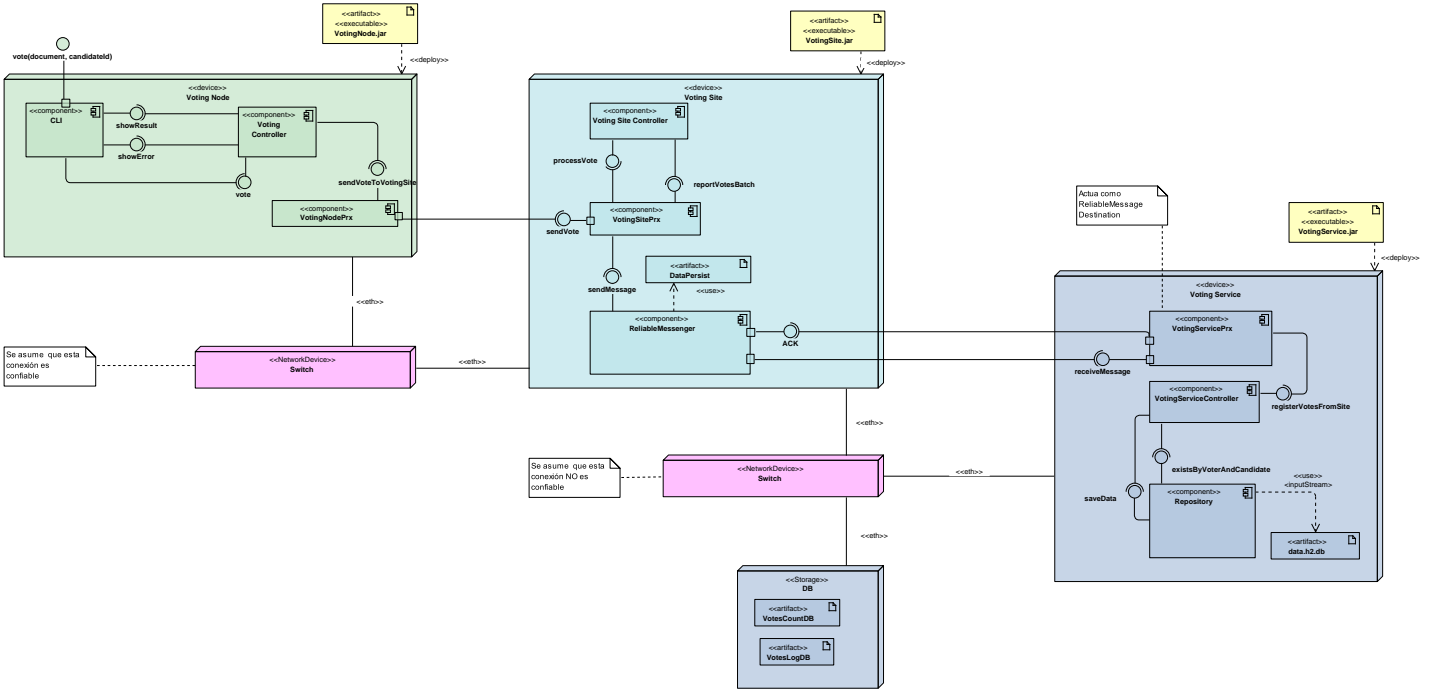 <<artifact>>
<<executable>>
VotingNode.jar
<<deploy>>
vote(document, candidateId)
<<device>>
Voting Node
<<component>>
CLI
showResult
showError
<<component>>
Voting
Controller
vote
sendVoteToVotingSite
<<component>>
VotingNodePrx
<<eth>>
Se asume que esta
conexión es
confiable
<<NetworkDevice>>
Switch
<<eth>>
<<artifact>>
<<executable>>
VotingSite.jar
<<deploy>>
<<device>>
Voting Site
<<component>>
Voting Site Controller
processVote
reportVotesBatch
<<component>>
VotingSitePrx
sendVote
sendMessage
<<artifact>>
DataPersist
<<use>>
<<component>>
ReliableMessenger
ACK
receiveMessage
<<eth>>
Se asume que esta
conexión NO es
confiable
<<NetworkDevice>>
Switch
<<eth>>
<<eth>>
<<Storage>>
DB
<<artifact>>
VotesCountDB
<<artifact>>
VotesLogDB
Actua como
ReliableMessage
Destination
<<artifact>>
<<executable>>
VotingService.jar
<<deploy>>
<<device>>
Voting Service
<<component>>
VotingServicePrx
<<component>>
VotingServiceController
registerVotesFromSite
existsByVoterAndCandidate
saveData
<<component>>
Repository
<<use>>
<inputStream>
<<artifact>>
data.h2.db